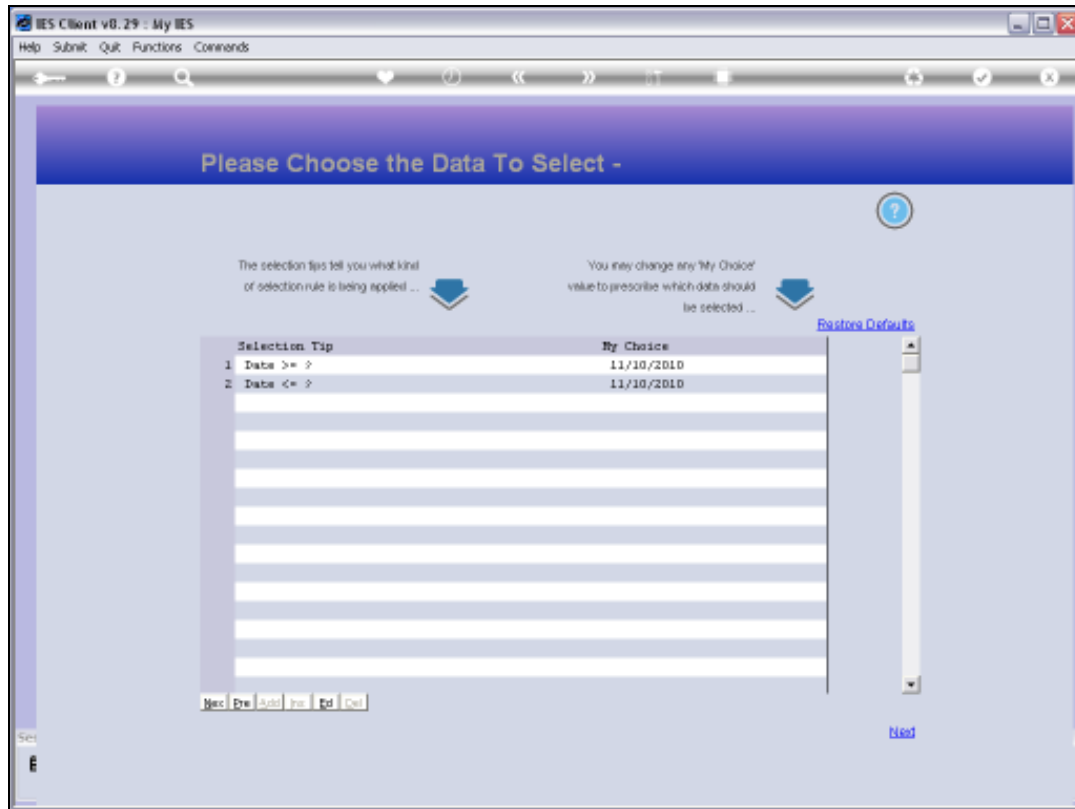 IES Client v8.29 : My IES
Help Submit Quit Functions Commands
Please Choose the Data To Select -
The selection tips tell you what kind
of selection rule is being applied ...
You may change any 'My Choice'
value to prescribe which data should
be selected ...
Restore Defaults
Selection Tip My Choice
1 Date >= ? 11/10/2010
2 Date <= ? 11/10/2010
Nex Pre Add Ins Ed Del
Next